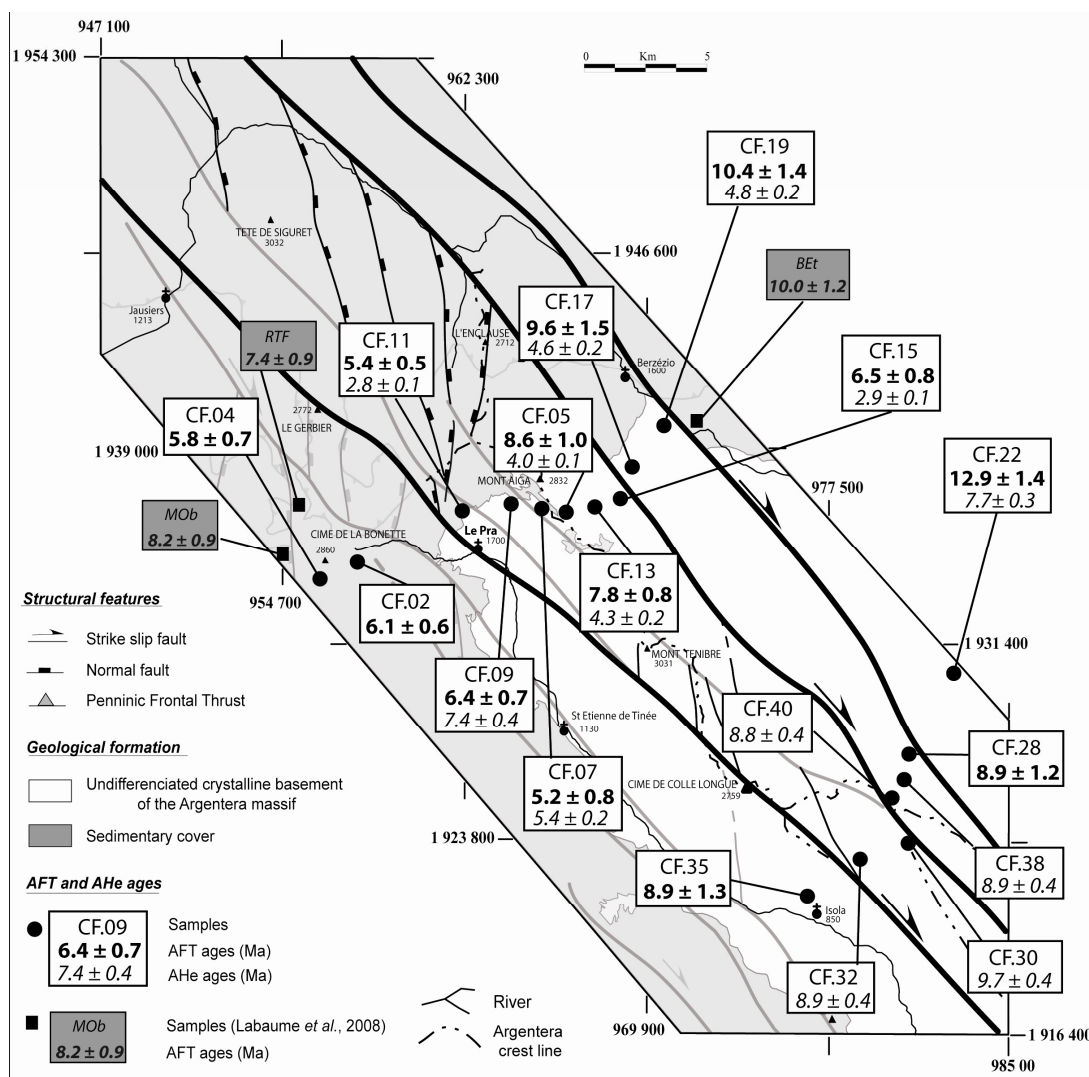 947 100
1 954 300
0 Km 5
962 300
CF.19
10.4 ± 1.4
4.8 ± 0.2
TETE DE SIGURET
3032
1 946 600
BEt
10.0 ± 1.2
Jausiers
1213
CF.17
9.6 ± 1.5
4.6 ± 0.2
L'ENCLAUSE
2712
RTF
7.4 ± 0.9
CF.11
5.4 ± 0.5
2.8 ± 0.1
Berzézio
1600
CF.15
6.5 ± 0.8
2.9 ± 0.1
CF.04
5.8 ± 0.7
2772
LE GERBIER
CF.05
8.6 ± 1.0
4.0 ± 0.1
1 939 000
CF.22
12.9 ± 1.4
7.7 ± 0.3
MONT AIGA
2832
977 500
MOb
8.2 ± 0.9
CIME DE LA BONETTE
2860
Le Pra
1700
954 700
CF.13
7.8 ± 0.8
4.3 ± 0.2
CF.02
6.1 ± 0.6
Structural features
Strike slip fault
Normal fault
Penninic Frontal Thrust
1 931 400
MONT TENIBRE
3031
CF.09
6.4 ± 0.7
7.4 ± 0.4
CF.40
8.8 ± 0.4
St Etienne de Tinée
1130
CF.28
8.9 ± 1.2
Geological formation
Undifferenciated crystalline basement
of the Argentera massif
Sedimentary cover
CF.07
5.2 ± 0.8
5.4 ± 0.2
CIME DE COLLE LONGUE
2759
1 923 800
CF.38
8.9 ± 0.4
CF.35
8.9 ± 1.3
Isola
850
AFT and AHe ages
CF.09
6.4 ± 0.7
7.4 ± 0.4
Samples
AFT ages (Ma)
AHe ages (Ma)
CF.30
9.7 ± 0.4
CF.32
8.9 ± 0.4
MOb
8.2 ± 0.9
Samples (Labaume et al., 2008)
AFT ages (Ma)
River
Argentera
crest line
969 900
1 916 400
985 00